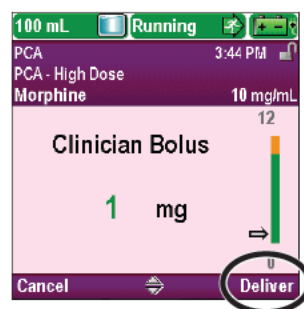 100 mL Running
PCA 3:44 PM
PCA - High Dose
Morphine 10 mg/mL
12
Clinician Bolus
1 mg
0
Cancel Deliver